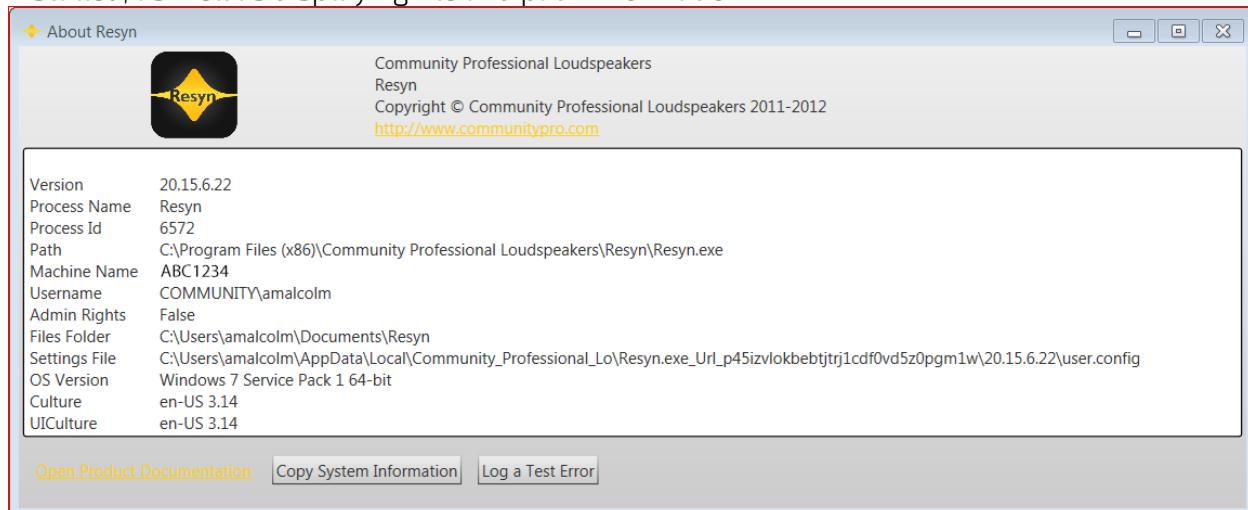 About Resyn
Resyn
Community Professional Loudspeakers
Resyn
Copyright © Community Professional Loudspeakers 2011-2012
http://www.communitypro.com
Version 20.15.6.22
Process Name Resyn
Process Id 6572
Path C:\Program Files (x86)\Community Professional Loudspeakers\Resyn\Resyn.exe
Machine Name ABC1234
Username COMMUNITY\amalcolm
Admin Rights False
Files Folder C:\Users\amalcolm\Documents\Resyn
Settings File C:\Users\amalcolm\AppData\Local\Community_Professional_Lo\Resyn.exe_Url_p45izvlokbebtjtrj1cdf0vd5z0pgm1w\20.15.6.22\user.config
OS Version Windows 7 Service Pack 1 64-bit
Culture en-US 3.14
UICulture en-US 3.14
Open Product Documentation Copy System Information Log a Test Error